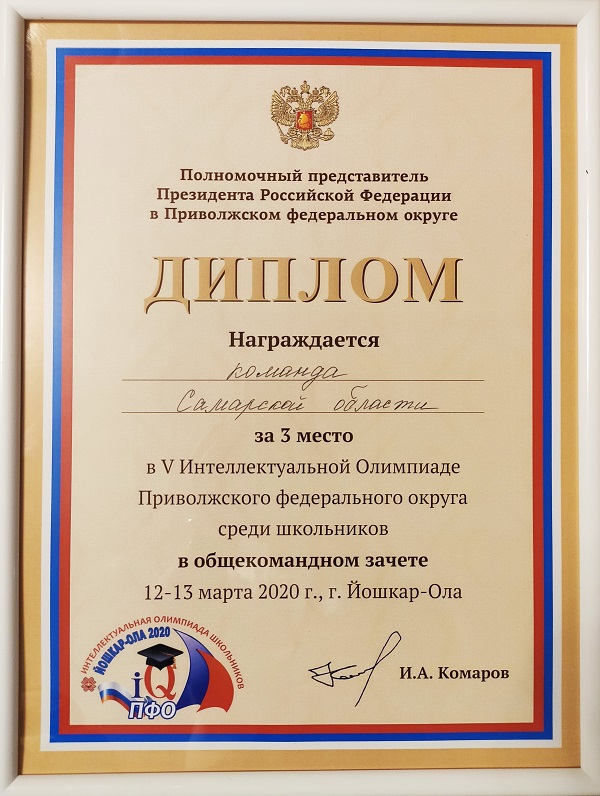 Полномочный представитель
Президента Российской Федерации
в Приволжском федеральном округе
ДИПЛОМ
Награждается
команда
Самарской области
за 3 место
в V Интеллектуальной Олимпиаде
Приволжского федерального округа
среди школьников
в общекомандном зачете
12-13 марта 2020 г., г. Йошкар-Ола
ИНТЕЛЛЕКТУАЛЬНАЯ ОЛИМПИАДА ШКОЛЬНИКОВ
ЙОШКАР-ОЛА 2020
iQ
ПФО
И.А. Комаров